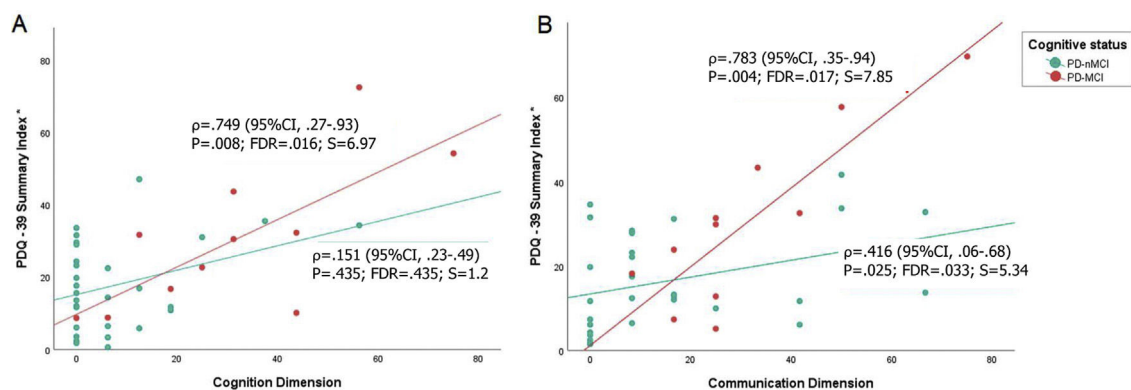 A
PDQ - 39 Summary Index *
80
60
40
20
0
ρ=.749 (95%CI, .27-.93)
P=.008; FDR=.016; S=6.97
ρ=.151 (95%CI, .23-.49)
P=.435; FDR=.435; S=1.2
0
20
40
60
80
Cognition Dimension
B
PDQ - 39 Summary Index *
80
60
40
20
0
ρ=.783 (95%CI, .35-.94)
P=.004; FDR=.017; S=7.85
ρ=.416 (95%CI, .06-.68)
P=.025; FDR=.033; S=5.34
0
20
40
60
80
Communication Dimension
Cognitive status
PD-nMCI
PD-MCI